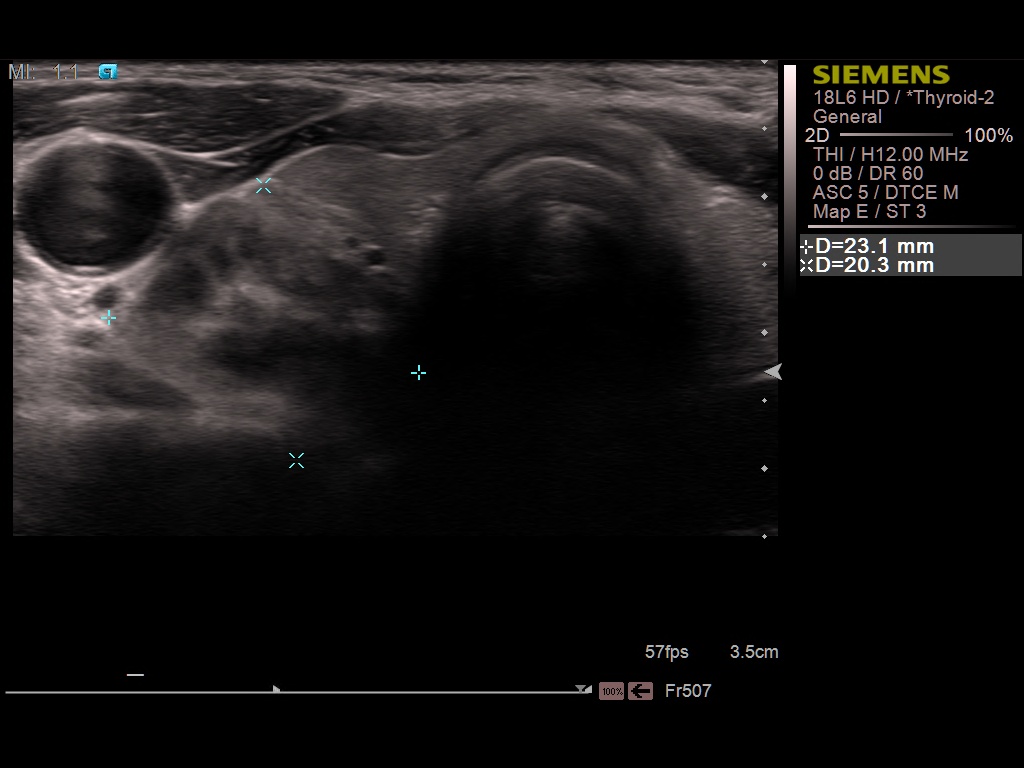 MI: 1.1
SIEMENS
18L6 HD / *Thyroid-2
General
2D 100%
THI / H12.00 MHz
0 dB / DR 60
ASC 5 / DTCE M
Map E / ST 3
D=23.1 mm
D=20.3 mm
57fps 3.5cm
100% Fr507